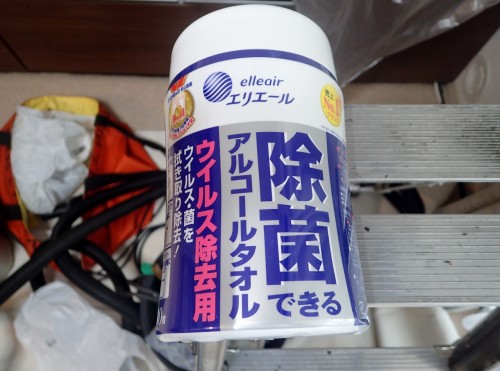 elleair
エリエール
No.1
除菌できる
アルコールタオル
ウイルス除去用
ウイルス・菌を
拭き取り除去!